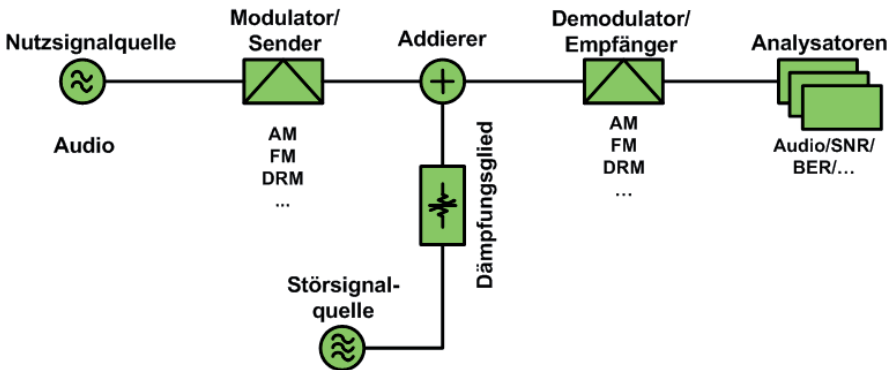 Nutzsignalquelle
Audio
Modulator/
Sender
AM
FM
DRM
...
Addierer
Dämpfungsglied
Störsignal-
quelle
Demodulator/
Empfänger
AM
FM
DRM
...
Analysatoren
Audio/SNR/
BER/...